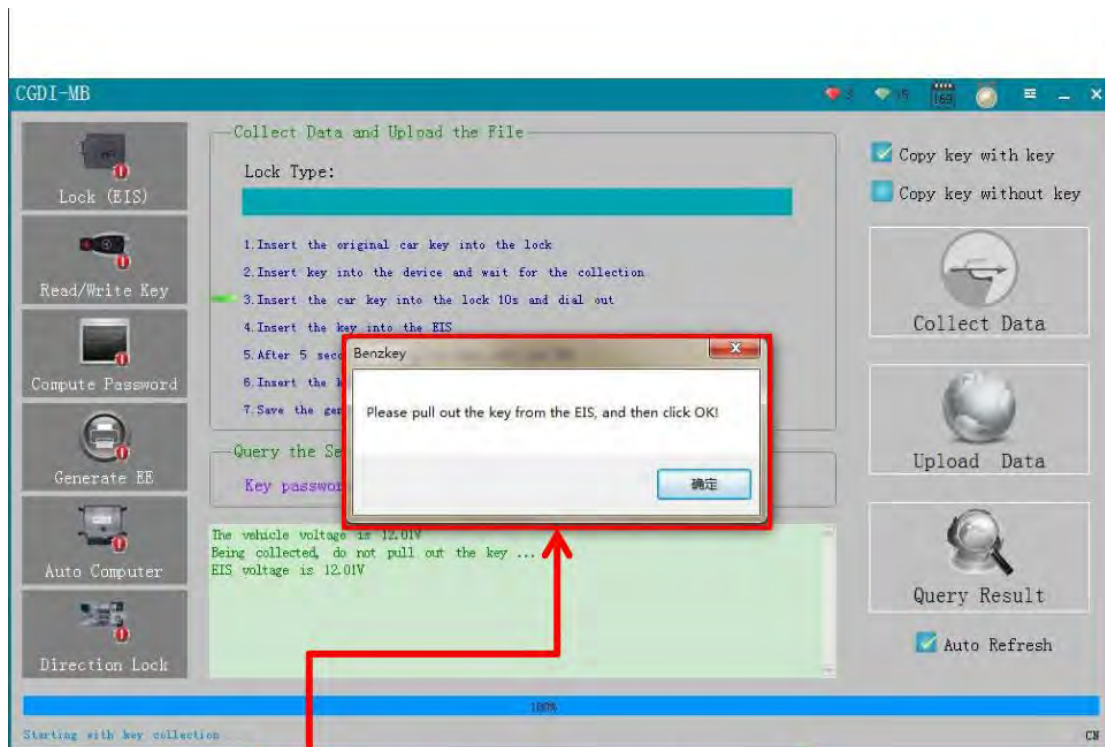 CGDI-MB
169
Lock (EIS)
Read/Write Key
Compute Password
Generate EE
Auto Computer
Direction Lock
Collect Data and Upload the File
Lock Type:
1.Insert the original car key into the lock
2.Insert key into the device and wait for the collection
3.Insert the car key into the lock 10s and dial out
4.Insert the key into the EIS
5.After 5
6.Insert the
7.Save the
Query the
Key
Benzkey
Please pull out the key from the EIS, and then click OK!
确定
The vehicle voltage is 12.01V
Being collected, do not pull out the key ...
EIS voltage is 12.01V
Copy key with key
Copy key without key
Collect Data
Upload Data
Query Result
Auto Refresh
100%
Starting with key collection
CN